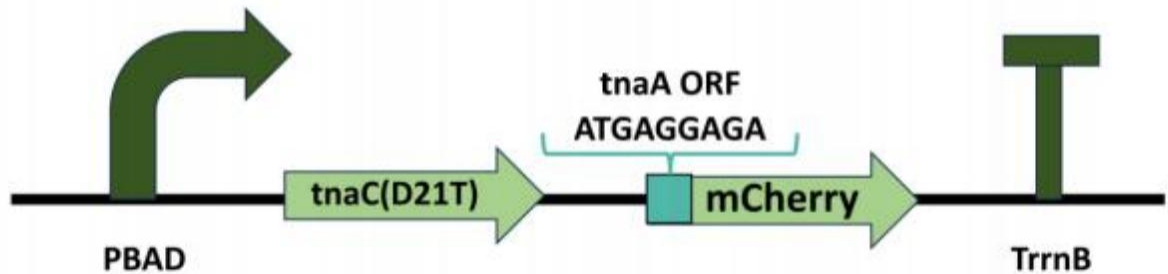 tnaA ORF
ATGAGGAGA
tnaC(D21T)
mCherry
PBAD
TrrnB